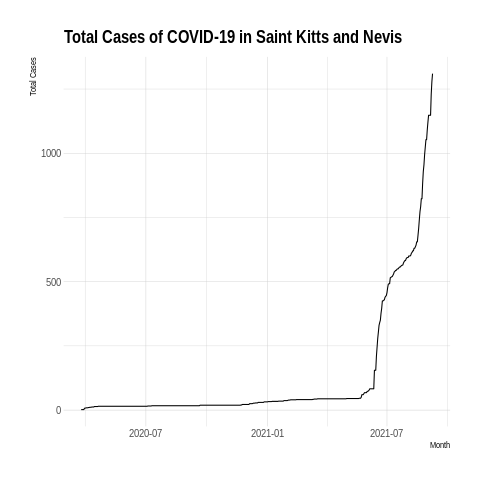 Total Cases of COVID-19 in Saint Kitts and Nevis
Total Cases
1000
500
0
2020-07
2021-01
2021-07
Month